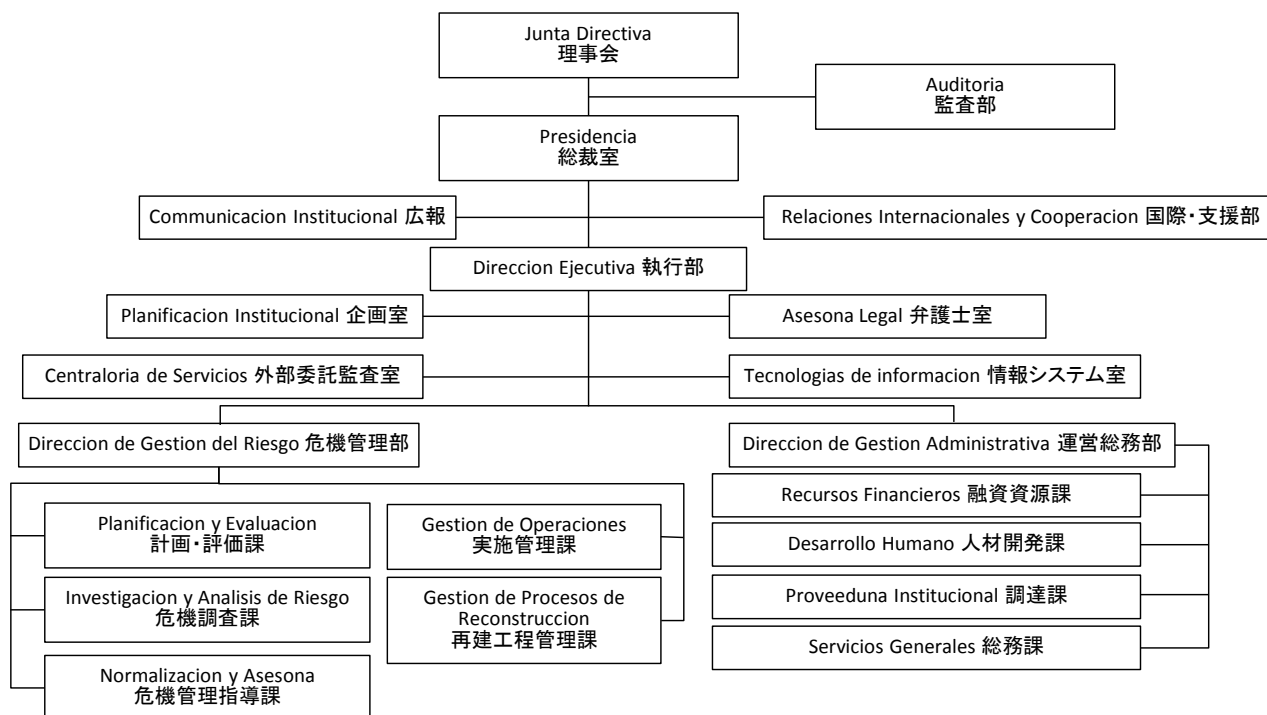 Junta Directiva
理事会
Auditoria
監査部
Presidencia
総裁室
Communicacion Institucional 広報
Relaciones Internacionales y Cooperacion 国際・支援部
Direccion Ejecutiva 執行部
Planificacion Institucional 企画室
Asesona Legal 弁護士室
Centraloria de Servicios 外部委託監査室
Tecnologias de informacion 情報システム室
Direccion de Gestion del Riesgo 危機管理部
Direccion de Gestion Administrativa 運営総務部
Planificacion y Evaluacion
計画・評価課
Investigacion y Analisis de Riesgo
危機調査課
Normalizacion y Asesona
危機管理指導課
Gestion de Operaciones
実施管理課
Gestion de Procesos de
Reconstruccion
再建工程管理課
Recursos Financieros 融資資源課
Desarrollo Humano 人材開発課
Proveeduna Institucional 調達課
Servicios Generales 総務課